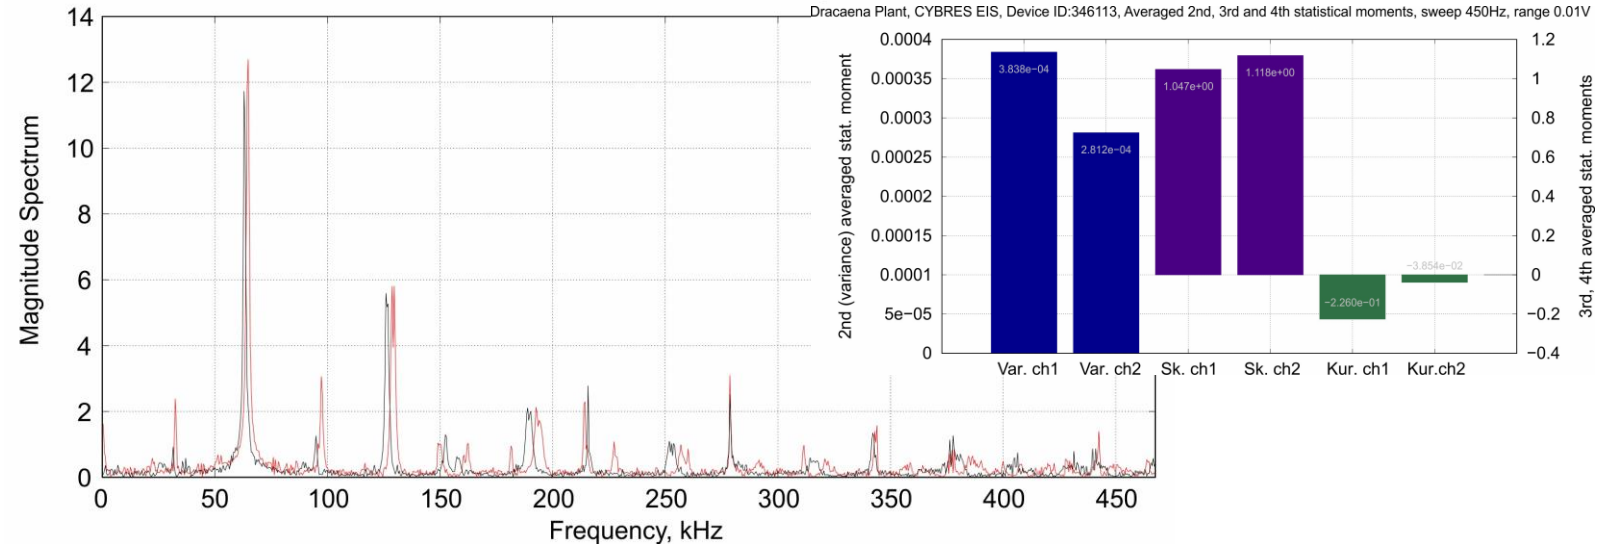 Dracaena Plant, CYBRES EIS, Device ID:346113, Averaged 2nd, 3rd and 4th statistical moments, sweep 450Hz, range 0.01V
Magnitude Spectrum
14
12
10
8
6
4
2
0
0 50 100 150 200 250 300 350 400 450
Frequency, kHz
2nd (variance) averaged stat. moment
0.0004
0.00035
0.0003
0.00025
0.0002
0.00015
0.0001
5e-05
0
3.838e-04
2.812e-04
1.047e+00
1.118e+00
−2.260e-01
−3.854e-02
1.2
1
0.8
0.6
0.4
0.2
0
−0.2
−0.4
3rd, 4th averaged stat. moments
Var. ch1 Var. ch2 Sk. ch1 Sk. ch2 Kur. ch1 Kur.ch2